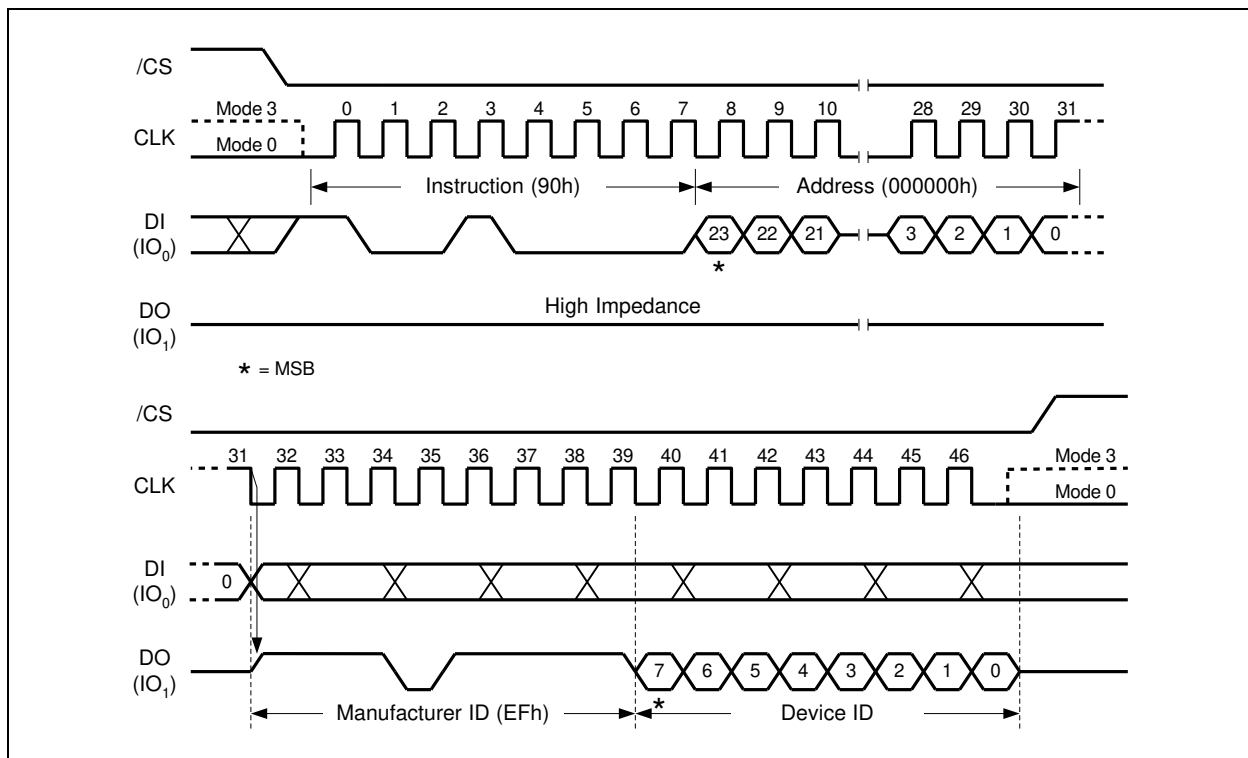 /CS
Mode 3
0 1 2 3 4 5 6 7 8 9 10 28 29 30 31
CLK
Mode 0
Instruction (90h) Address (000000h)
DI
(IO0)
23 22 21 3 2 1 0
*
DO
(IO1)
High Impedance
* = MSB
/CS
31 32 33 34 35 36 37 38 39 40 41 42 43 44 45 46
Mode 3
CLK
Mode 0
DI
(IO0)
0
DO
(IO1)
7 6 5 4 3 2 1 0
*
Manufacturer ID (EFh) Device ID